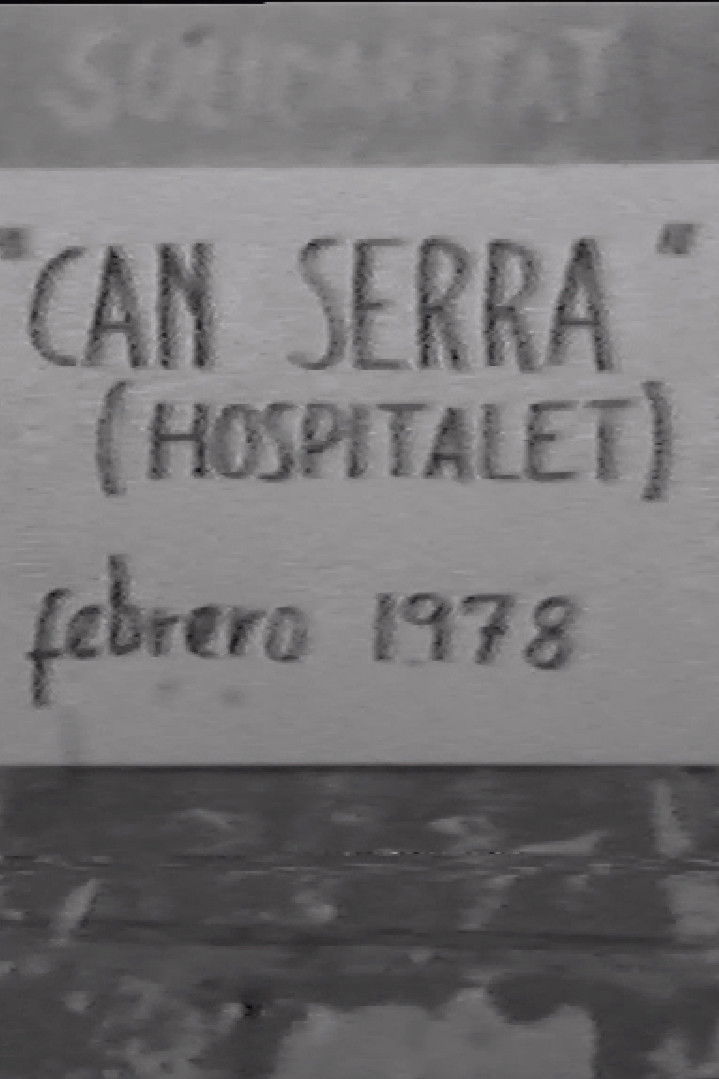 "CAN SERRA"
(HOSPITALET)
febrero 1978